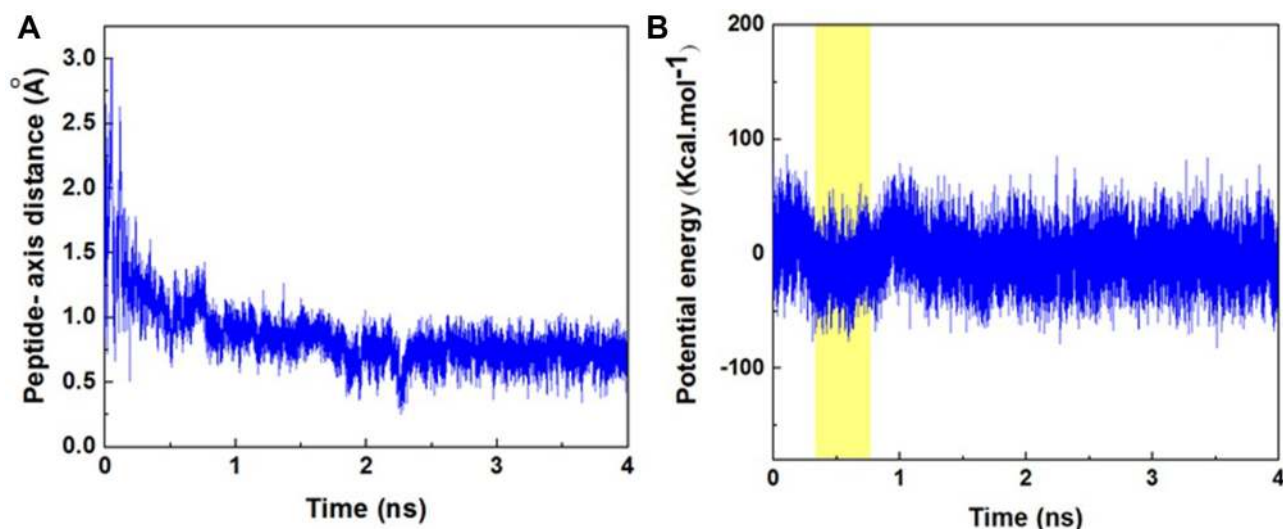 A
Peptide- axis distance (Å)
3.0
2.5
2.0
1.5
1.0
0.5
0.0
0 1 2 3 4
Time (ns)
B
Potential energy (Kcal.mol-1)
200
100
0
-100
0 1 2 3 4
Time (ns)